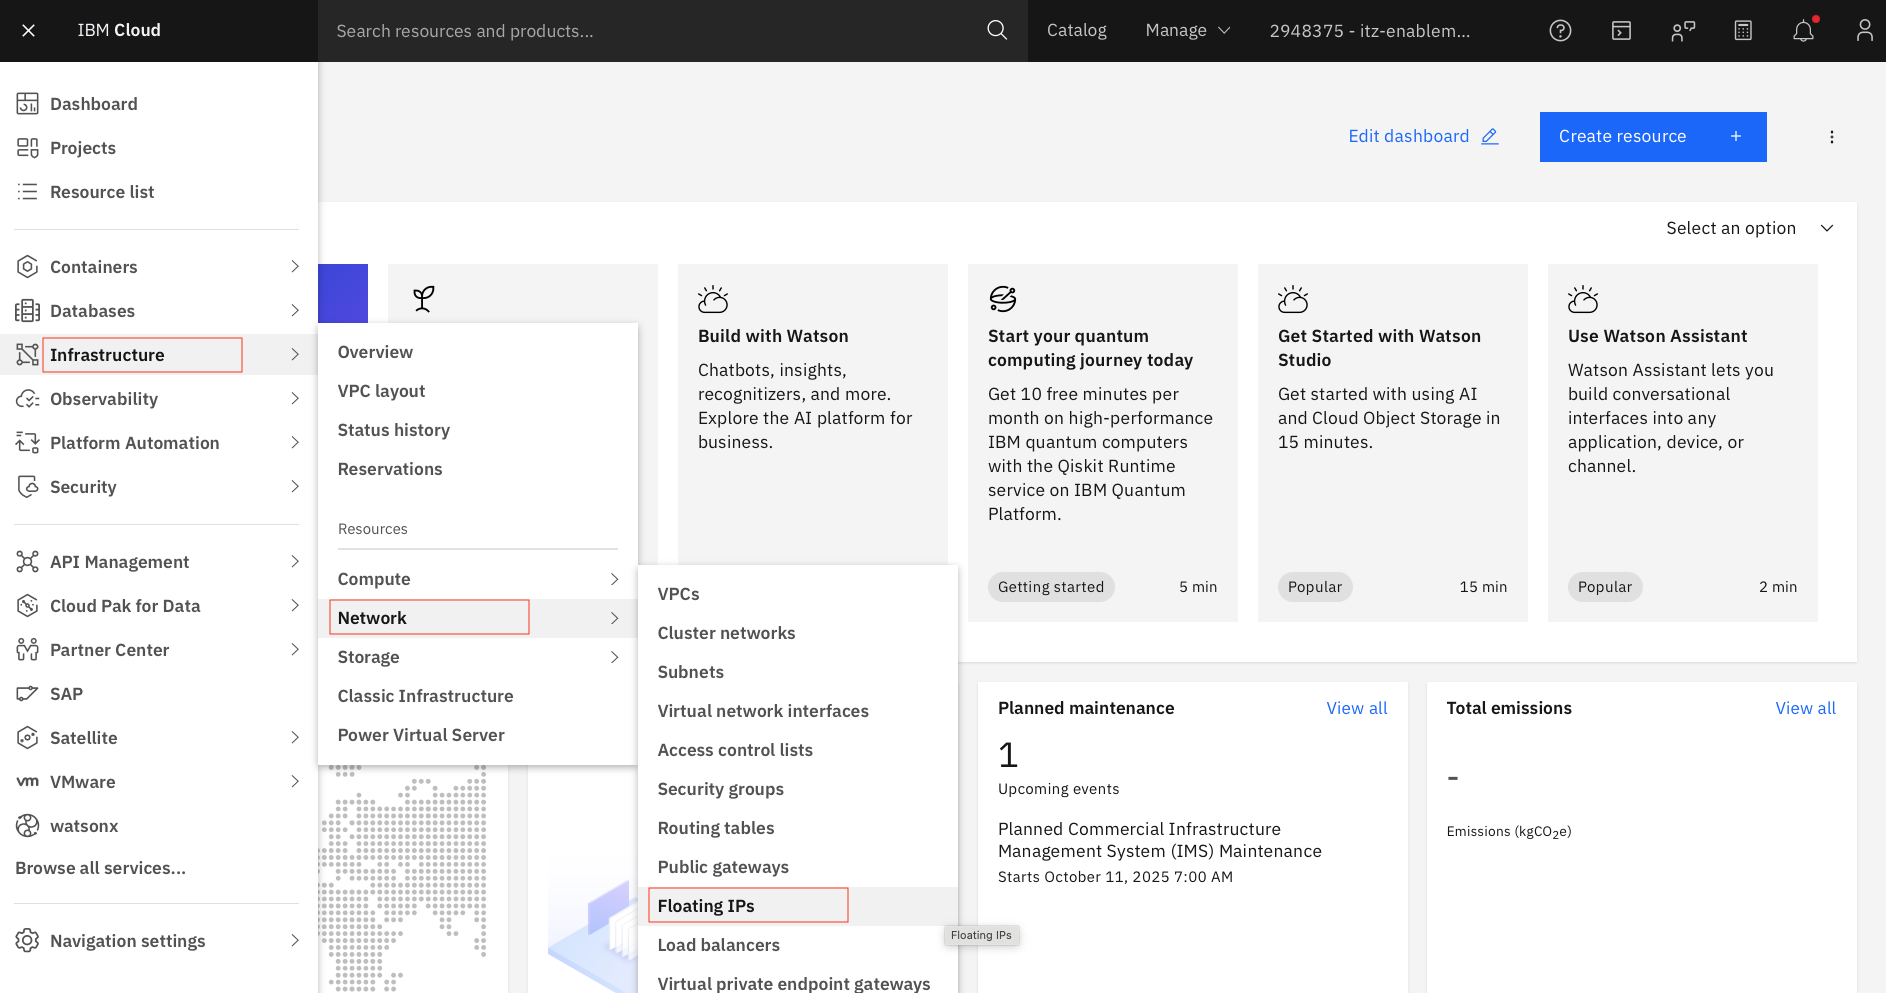 IBM Cloud
Search resources and products...
Catalog
Manage
2948375 - itz-enablem...
Dashboard
Projects
Resource list
Containers
Databases
Infrastructure
Observability
Platform Automation
Security
API Management
Cloud Pak for Data
Partner Center
SAP
Satellite
vm VMware
watsonx
Browse all services...
Navigation settings
Overview
VPC layout
Status history
Reservations
Resources
Compute
Network
Storage
Classic Infrastructure
Power Virtual Server
VPCs
Cluster networks
Subnets
Virtual network interfaces
Access control lists
Security groups
Routing tables
Public gateways
Floating IPs
Load balancers
Virtual private endpoint gateways
Floating IPs
Edit dashboard
Create resource +
Select an option
Build with Watson
Chatbots, insights,
recognizers, and more.
Explore the AI platform for
business.
Start your quantum
computing journey today
Get 10 free minutes per
month on high-performance
IBM quantum computers
with the Qiskit Runtime
service on IBM Quantum
Platform.
Getting started
5 min
Get Started with Watson
Studio
Get started with using AI
and Cloud Object Storage in
15 minutes.
Popular
15 min
Use Watson Assistant
Watson Assistant lets you
build conversational
interfaces into any
application, device, or
channel.
Popular
2 min
Planned maintenance
View all
1
Upcoming events
Planned Commercial Infrastructure
Management System (IMS) Maintenance
Starts October 11, 2025 7:00 AM
Total emissions
View all
-
Emissions (kgCO₂e)